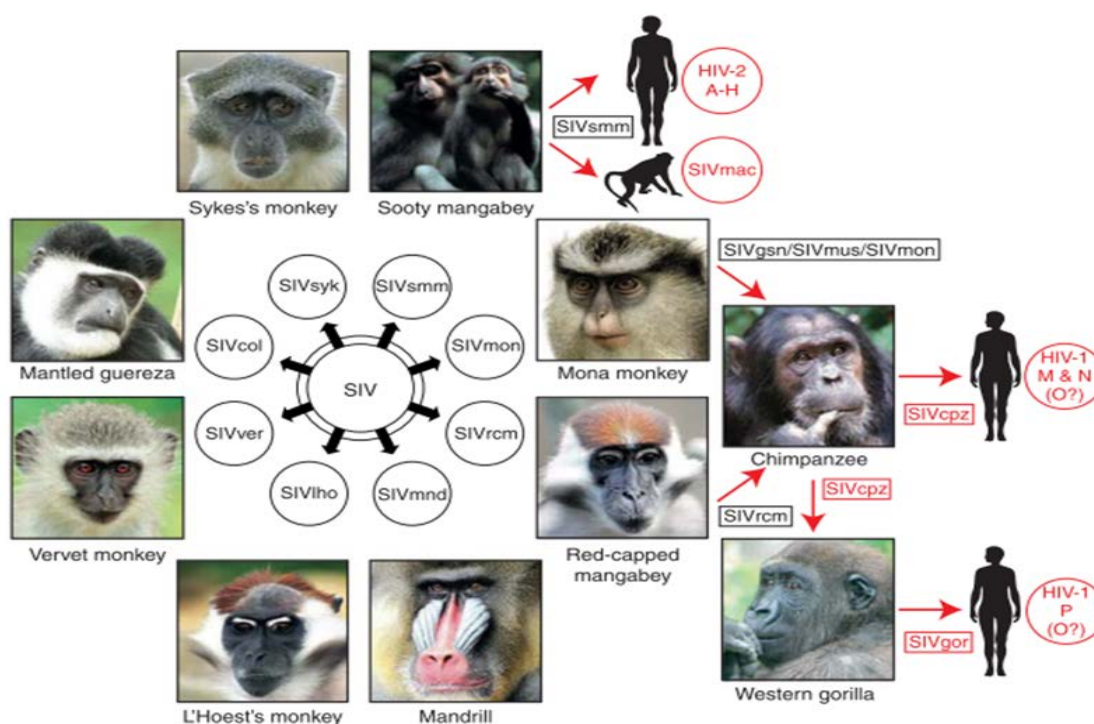 Sykes's monkey
Sooty mangabey
SIVsmm
HIV-2
A-H
SIVmac
Mantled guereza
SIVsyk
SIVsmm
SIVcol
SIVmon
SIV
SIVver
SIVrcm
SIVlho
SIVmnd
Mona monkey
SIVgsn/SIVmus/SIVmon
Chimpanzee
SIVcpz
HIV-1
M & N
(O?)
Vervet monkey
Red-capped
mangabey
SIVrcm
SIVcpz
L'Hoest's monkey
Mandrill
Western gorilla
SIVgor
HIV-1
P
(O?)